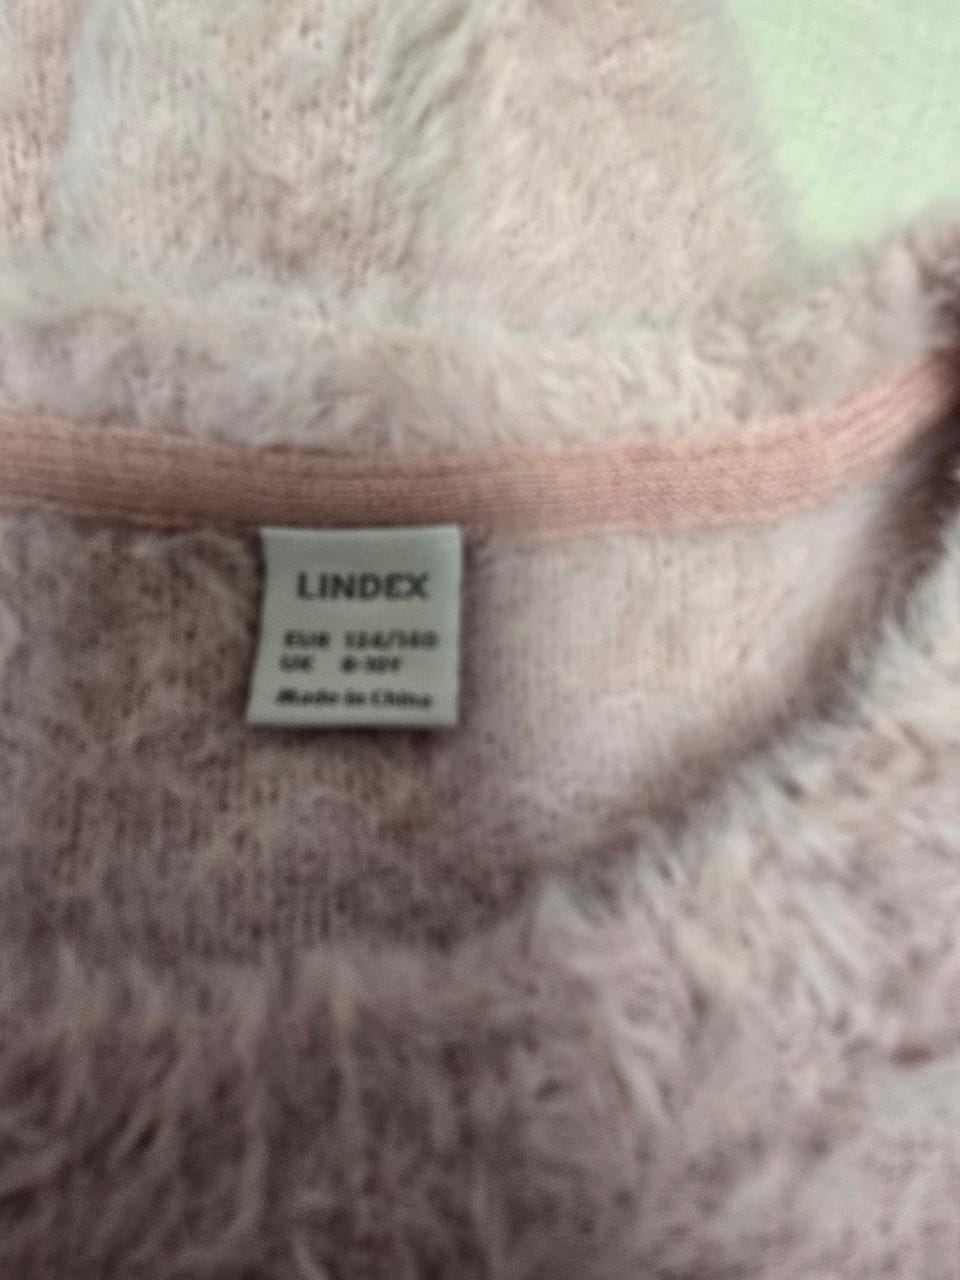 LINDEX
EUR 134/140
UK 8-10Y
Made in China